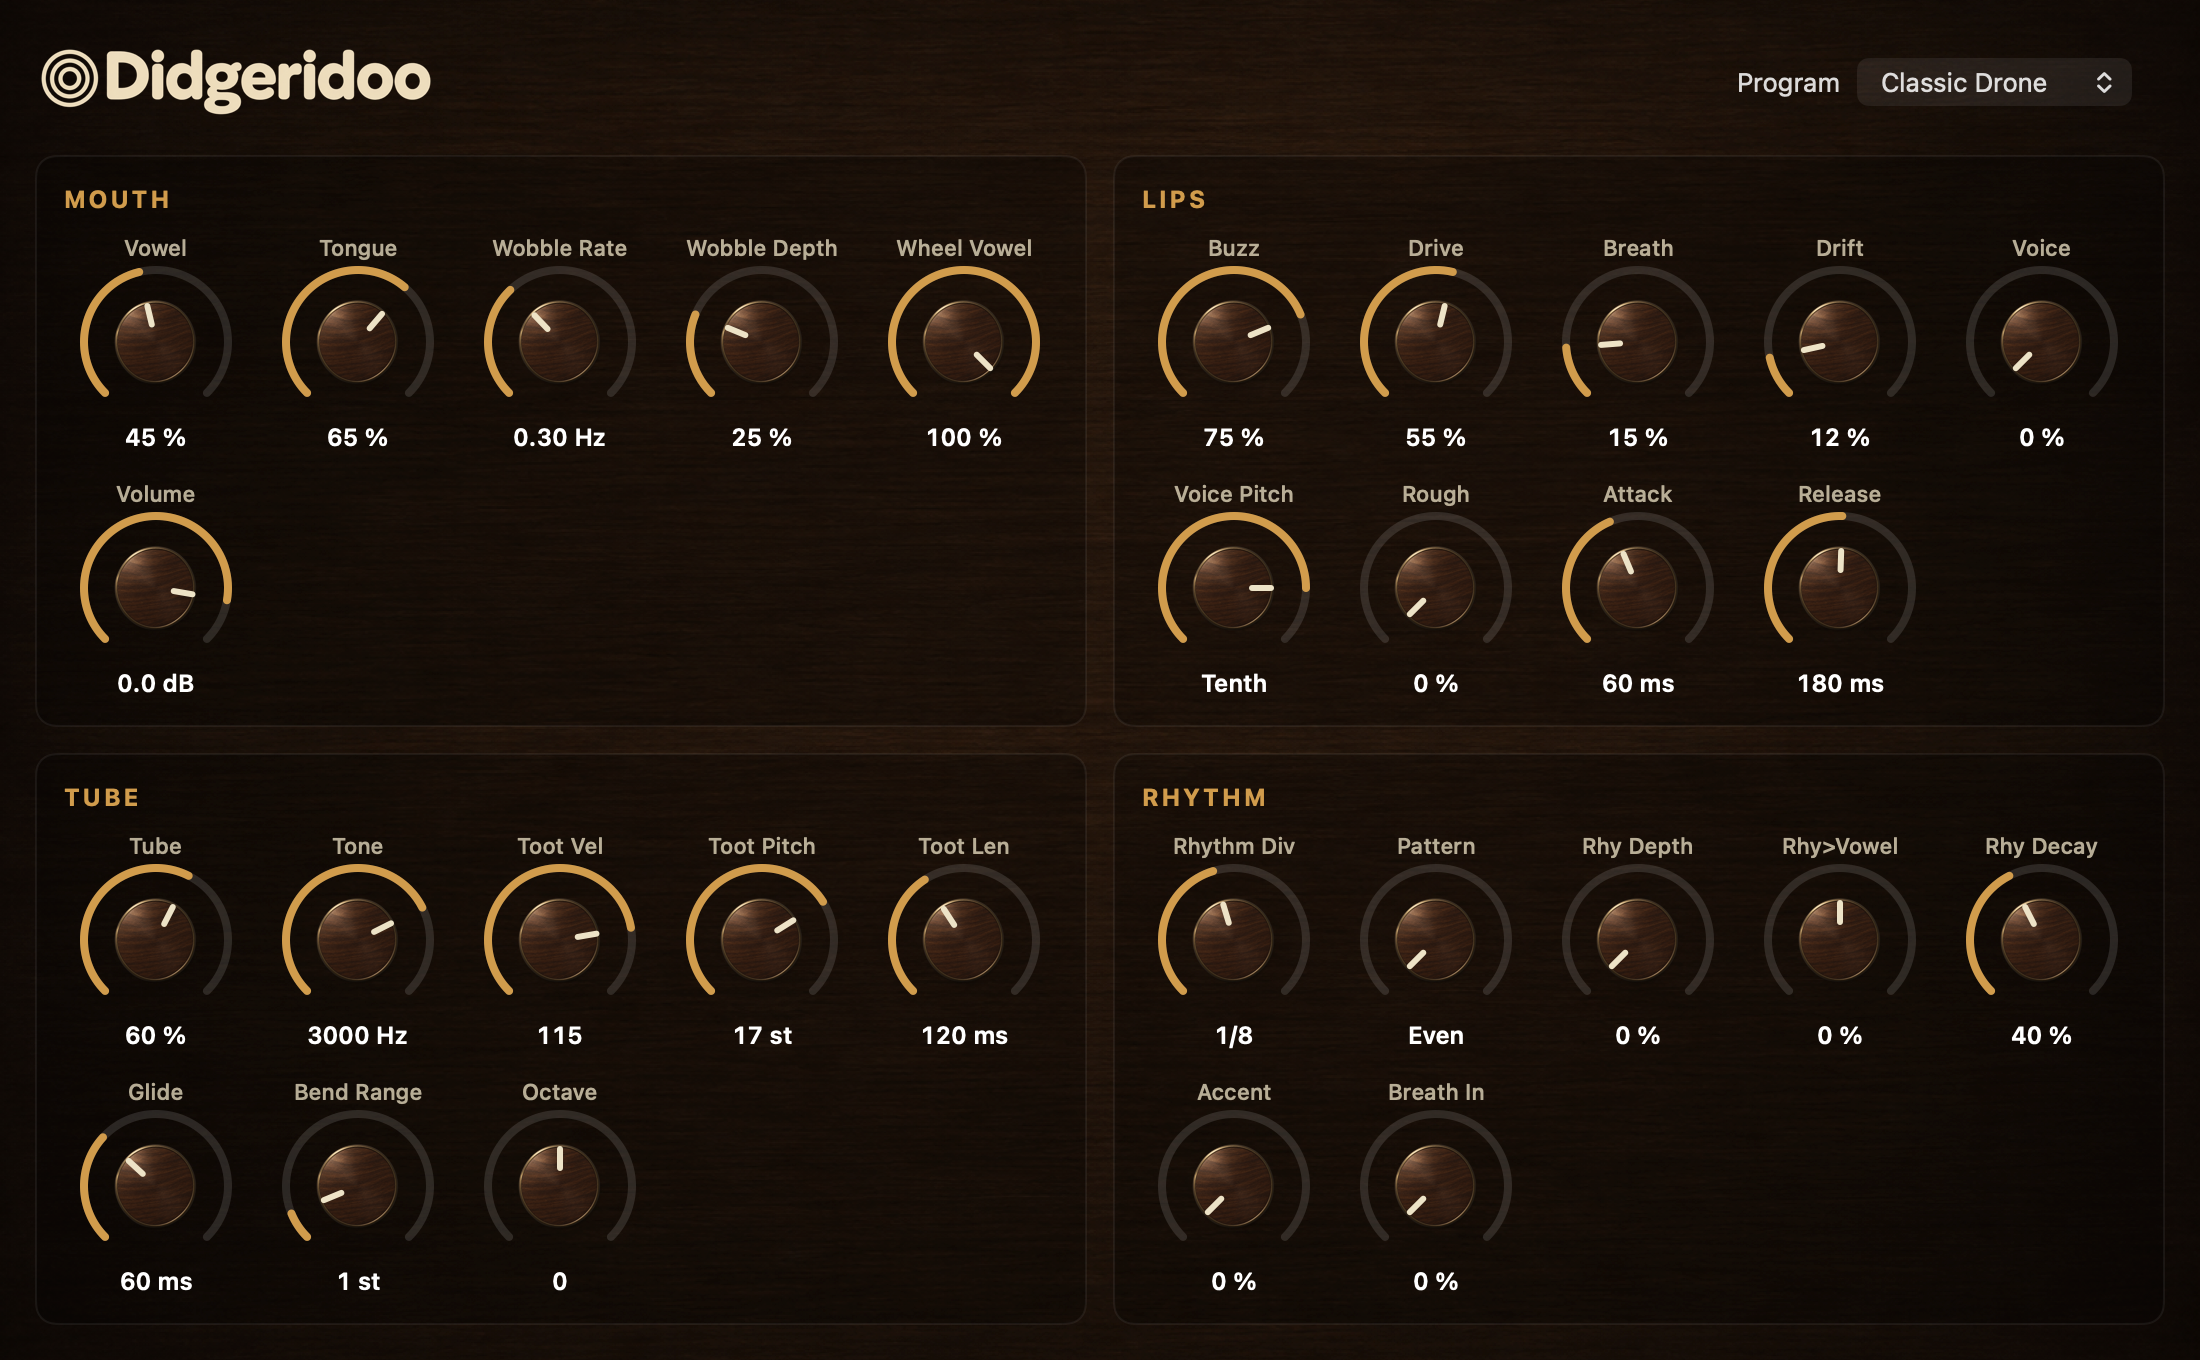 Didgeridoo
Program Classic Drone
MOUTH
Vowel Tongue Wobble Rate Wobble Depth Wheel Vowel
45 % 65 % 0.30 Hz 25 % 100 %
Volume
0.0 dB
LIPS
Buzz Drive Breath Drift Voice
75 % 55 % 15 % 12 % 0 %
Voice Pitch Rough Attack Release
Tenth 0 % 60 ms 180 ms
TUBE
Tube Tone Toot Vel Toot Pitch Toot Len
60 % 3000 Hz 115 17 st 120 ms
Glide Bend Range Octave
60 ms 1 st 0
RHYTHM
Rhythm Div Pattern Rhy Depth Rhy>Vowel Rhy Decay
1/8 Even 0 % 0 % 40 %
Accent Breath In
0 % 0 %